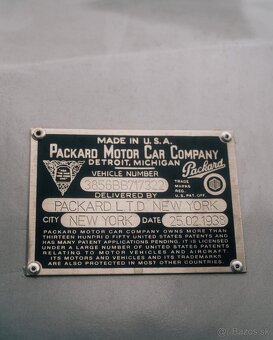 MADE IN U.S.A.
PACKARD MOTOR CAR COMPANY
DETROIT, MICHIGAN
VEHICLE NUMBER
Packard
TRADE
MARKS
REG.
U.S. PAT. OFF.
3856BB717322
DELIVERED BY
PACKARD LTD NEW YORK
CITY NEW YORK DATE 25.02.1938
PACKARD MOTOR CAR COMPANY OWNS MORE THAN
THIRTEEN HUNDRED FIFTY UNITED STATES PATENTS AND
HAS MANY PATENT APPLICATIONS PENDING. IT IS LICENSED
UNDER A LARGE NUMBER OF UNITED STATES PATENTS
RELATING TO MOTOR VEHICLES AND AIRCRAFT.
ITS MOTORS AND VEHICLES AND ITS TRADEMARKS
ARE ALSO PROTECTED IN MOST OTHER COUNTRIES.
bazos.sk